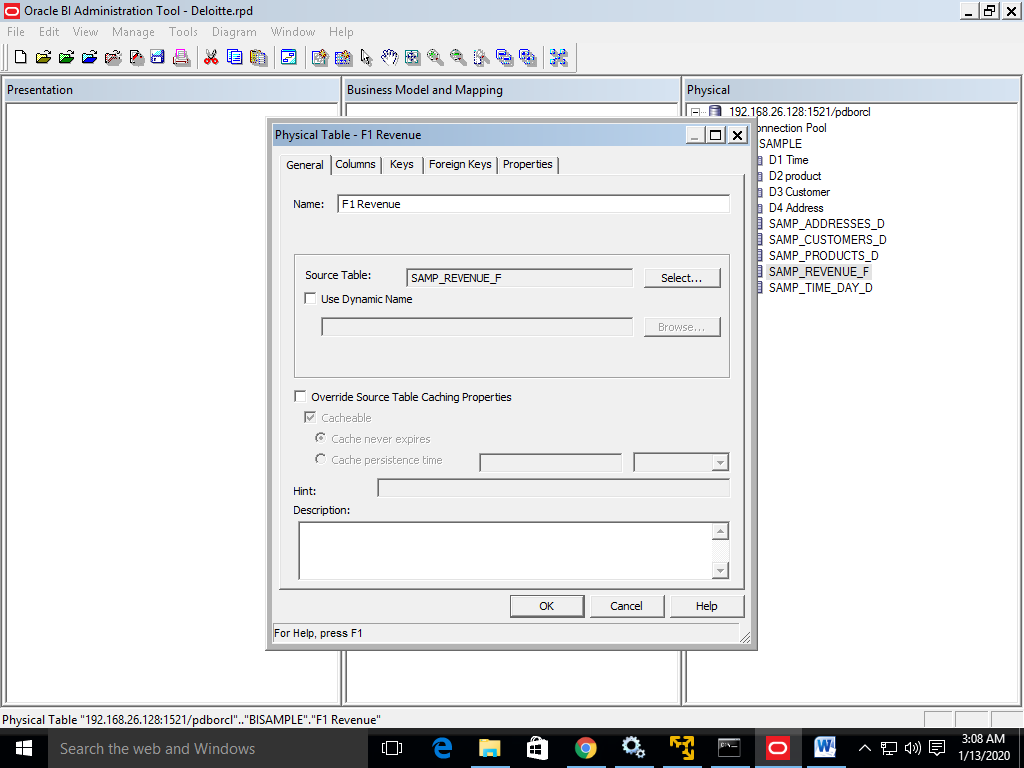 Oracle BI Administration Tool - Deloitte.rpd
File Edit View Manage Tools Diagram Window Help
Presentation
Business Model and Mapping
Physical
192.168.26.128:1521/pdborcl
onnection Pool
ISAMPLE
D1 Time
D2 product
D3 Customer
D4 Address
SAMP_ADDRESSES_D
SAMP_CUSTOMERS_D
SAMP_PRODUCTS_D
SAMP_REVENUE_F
SAMP_TIME_DAY_D
Physical Table - F1 Revenue
General Columns Keys Foreign Keys Properties
Name: F1 Revenue
Source Table: SAMP_REVENUE_F Select...
Use Dynamic Name
Browse...
Override Source Table Caching Properties
Cacheable
Cache never expires
Cache persistence time
Hint:
Description:
OK Cancel Help
For Help, press F1
Physical Table "192.168.26.128:1521/pdborcl".."BISAMPLE"."F1 Revenue"
Search the web and Windows
3:08 AM
1/13/2020